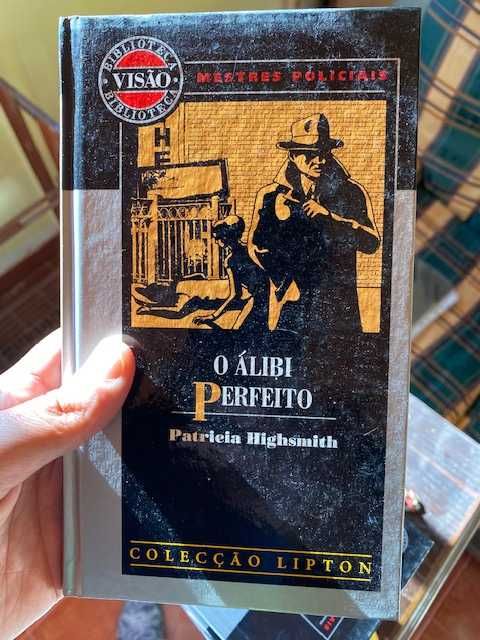 BIBLIOTECA
VISÃO
BIBLIOTECA
MESTRES POLICIAIS
HE
O ÁLIBI
PERFEITO
Patricia Highsmith
COLECÇÃO LIPTON